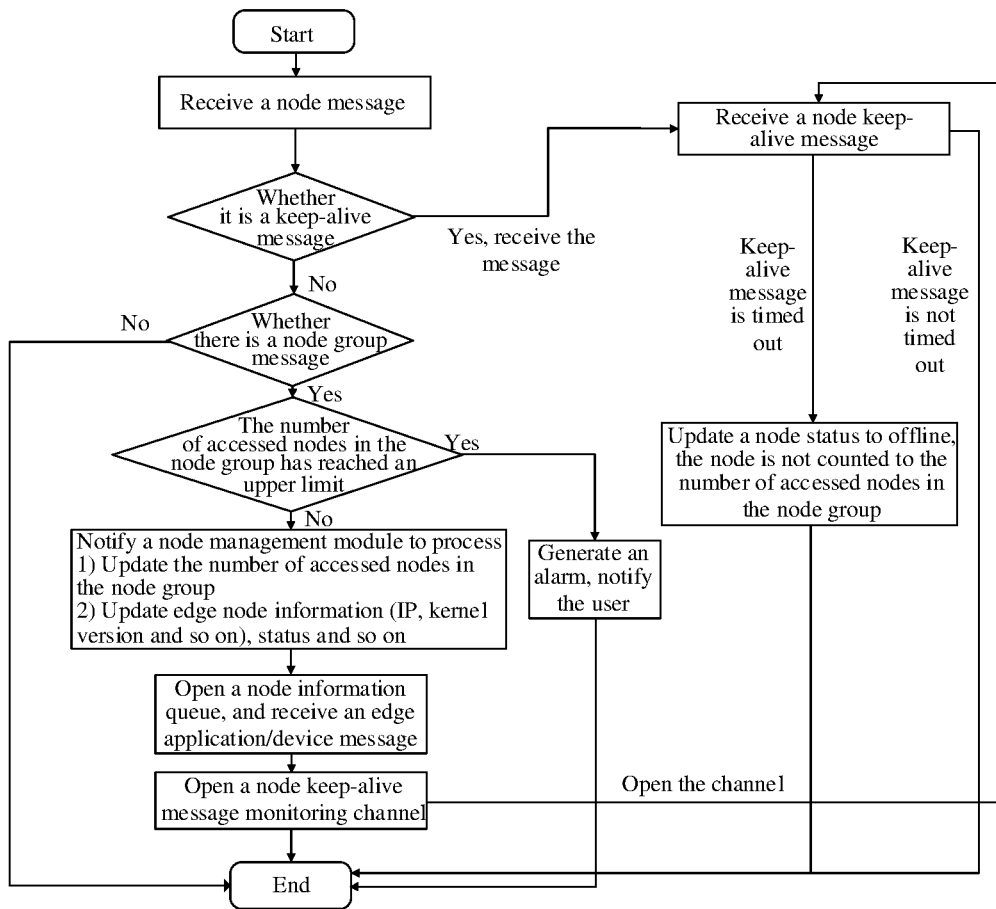 Start
Receive a node message
Receive a node keep-
alive message
Whether
it is a keep-alive
message
Yes, receive the
message
Keep-
alive
message
is timed
out
Keep-
alive
message
is not
timed
out
No
No
Whether
there is a node group
message
Yes
The number
of accessed nodes in the
node group has reached an
upper limit
Yes
Update a node status to offline,
the node is not counted to the
number of accessed nodes in
the node group
No
Notify a node management module to process
1) Update the number of accessed nodes in
the node group
2) Update edge node information (IP, kernel
version and so on), status and so on
Generate an
alarm, notify
the user
Open a node information
queue, and receive an edge
application/device message
Open a node keep-alive
message monitoring channel
Open the channel
End